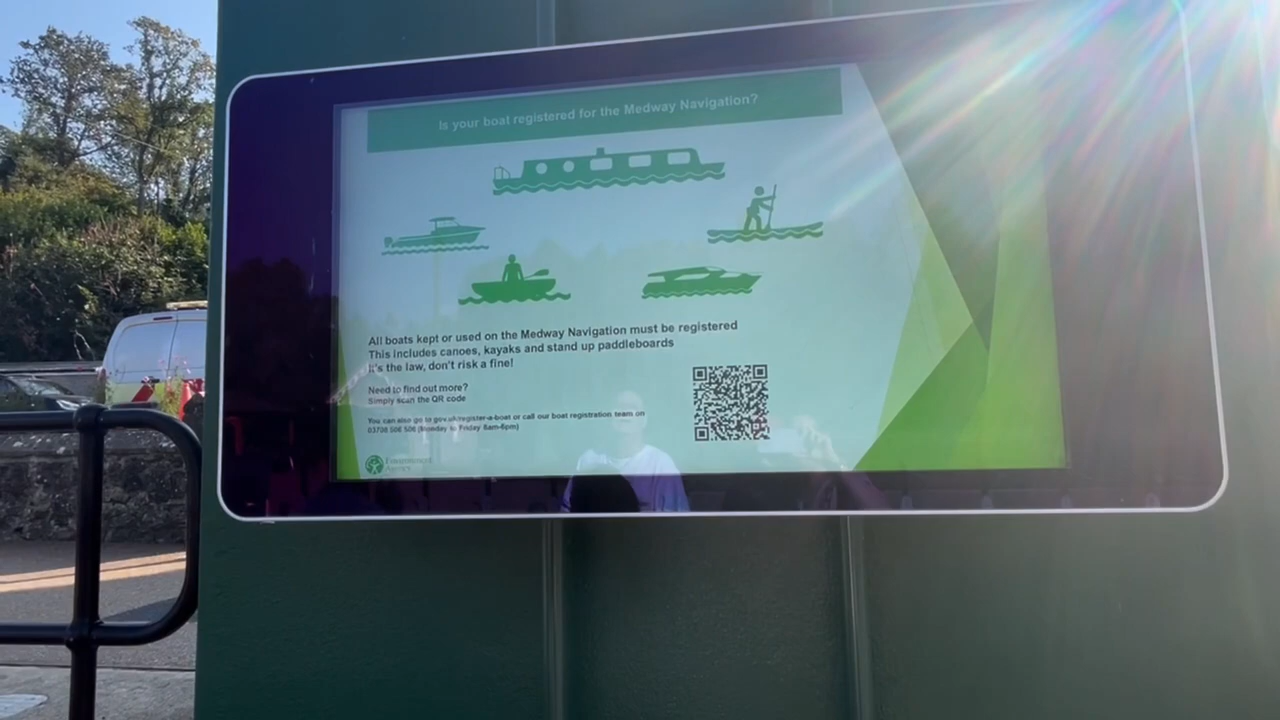 Is your boat registered for the Medway Navigation?
All boats kept or used on the Medway Navigation must be registered
This includes canoes, kayaks and stand up paddleboards
It's the law, don't risk a fine!
Need to find out more?
Simply scan the QR code
You can also go to gov.uk/register-a-boat or call our boat registration team on
03708 506 506 (Monday to Friday 8am-6pm)
Environment
Agency